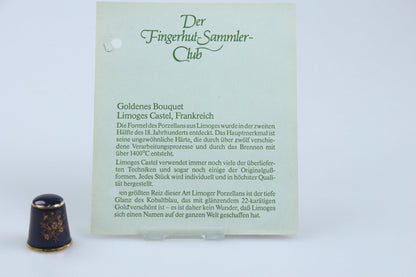 Der
Fingerhut-Sammler-
Club
Goldenes Bouquet
Limoges Castel, Frankreich
Die Formel des Porzellans aus Limoges wurde in der zweiten
Hälfte des 18. Jahrhunderts entdeckt. Das Hauptmerkmal ist
seine ungewöhnliche Härte, die durch über zwölf verschie-
dene Verarbeitungsprozesse und durch das Brennen mit
über 1400°C entsteht.
Limoges Castel verwendet immer noch viele der überliefer-
ten Techniken und sogar noch einige der Originalguß-
formen. Jedes Stück wird individuell und in höchster Quali-
tät hergestellt.
en größten Reiz dieser Art Limoger Porzellans ist der tiefe
Glanz des Kobaltblau, das mit glänzendem 22-karätigen
Gold verschönt ist – es ist daher kein Wunder, daß Limoges
sich einen Namen auf der ganzen Welt geschaffen hat.